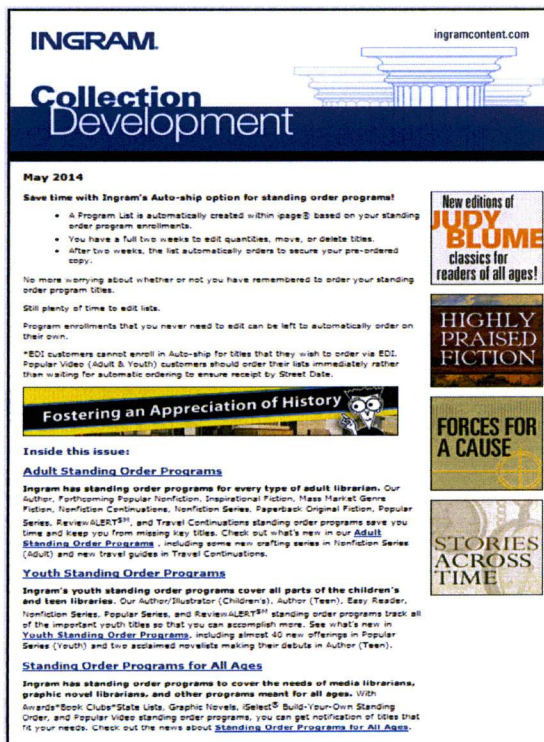 INGRAM
ingramcontent.com
Collection
Development
May 2014
Save time with Ingram's Auto-ship option for standing order programs!
• A Program List is automatically created within ipage® based on your standing
order program enrollments.
• You have a full two weeks to edit quantities, move, or delete titles.
• After two weeks, the list automatically orders to secure your pre-ordered
copy.
No more worrying about whether or not you have remembered to order your standing
order program titles.
Still plenty of time to edit lists.
Program enrollments that you never need to edit can be left to automatically order on
their own.
*EDI customers cannot enroll in Auto-ship for titles that they wish to order via EDI.
Popular Video (Adult & Youth) customers should order their lists immediately rather
than waiting for automatic ordering to ensure receipt by Street Date.
Fostering an Appreciation of History
Inside this issue:
Adult Standing Order Programs
Ingram has standing order programs for every type of adult librarian. Our
Author, Forthcoming Popular Nonfiction, Inspirational Fiction, Mass Market Genre
Fiction, Nonfiction Continuations, Nonfiction Series, Paperback Original Fiction, Popular
Series, ReviewALERT℠, and Travel Continuations standing order programs save you
time and keep you from missing key titles. Check out what's new in our Adult
Standing Order Programs , including some new crafting series in Nonfiction Series
(Adult) and new travel guides in Travel Continuations.
Youth Standing Order Programs
Ingram's youth standing order programs cover all parts of the children's
and teen libraries. Our Author/Illustrator (Children's), Author (Teen), Easy Reader,
Nonfiction Series, Popular Series, and ReviewALERT℠ standing order programs track all
of the important youth titles so that you can accomplish more. See what's new in
Youth Standing Order Programs, including almost 40 new offerings in Popular
Series (Youth) and two acclaimed novelists making their debuts in Author (Teen).
Standing Order Programs for All Ages
Ingram has standing order programs to cover the needs of media librarians,
graphic novel librarians, and other programs meant for all ages. With
Awards*Book Clubs*State Lists, Graphic Novels, iSelect® Build-Your-Own Standing
Order, and Popular Video standing order programs, you can get notification of titles that
fit your needs. Check out the news about Standing Order Programs for All Ages.
New editions of
JUDY
BLUME
classics for
readers of all ages!
HIGHLY
PRAISED
FICTION
FORCES FOR
A CAUSE
STORIES
ACROSS
TIME